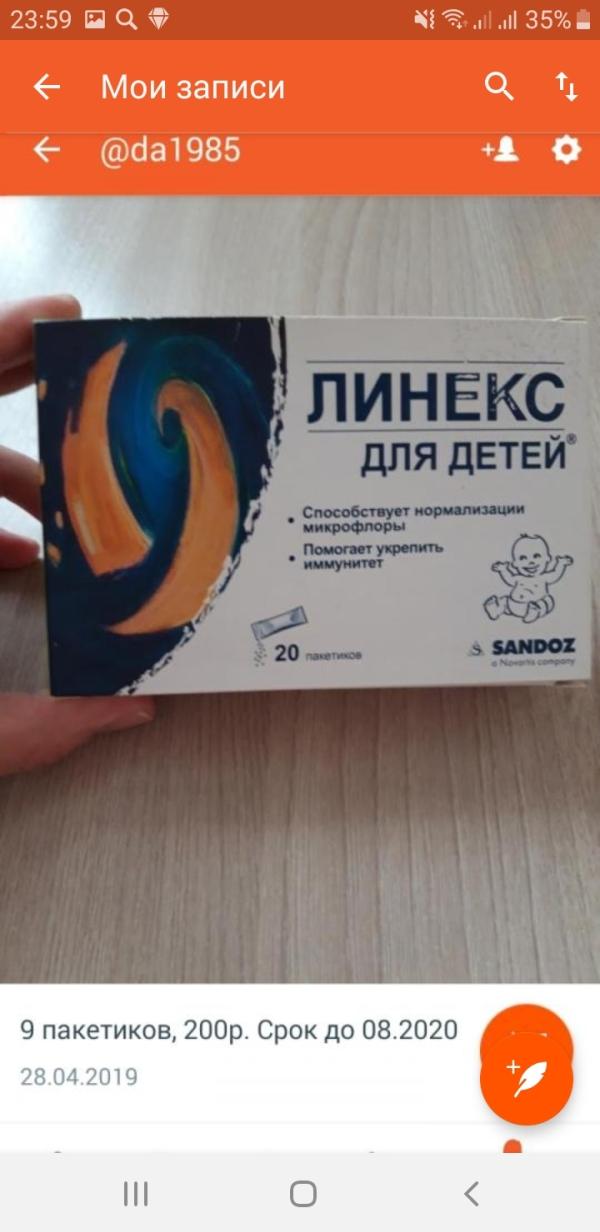 23:59
35%
Мои записи
@da1985
ЛИНЕКС
ДЛЯ ДЕТЕЙ®
• Способствует нормализации
микрофлоры
• Помогает укрепить
иммунитет
20 пакетиков
SANDOZ
a Novartis company
9 пакетиков, 200р. Срок до 08.2020
28.04.2019